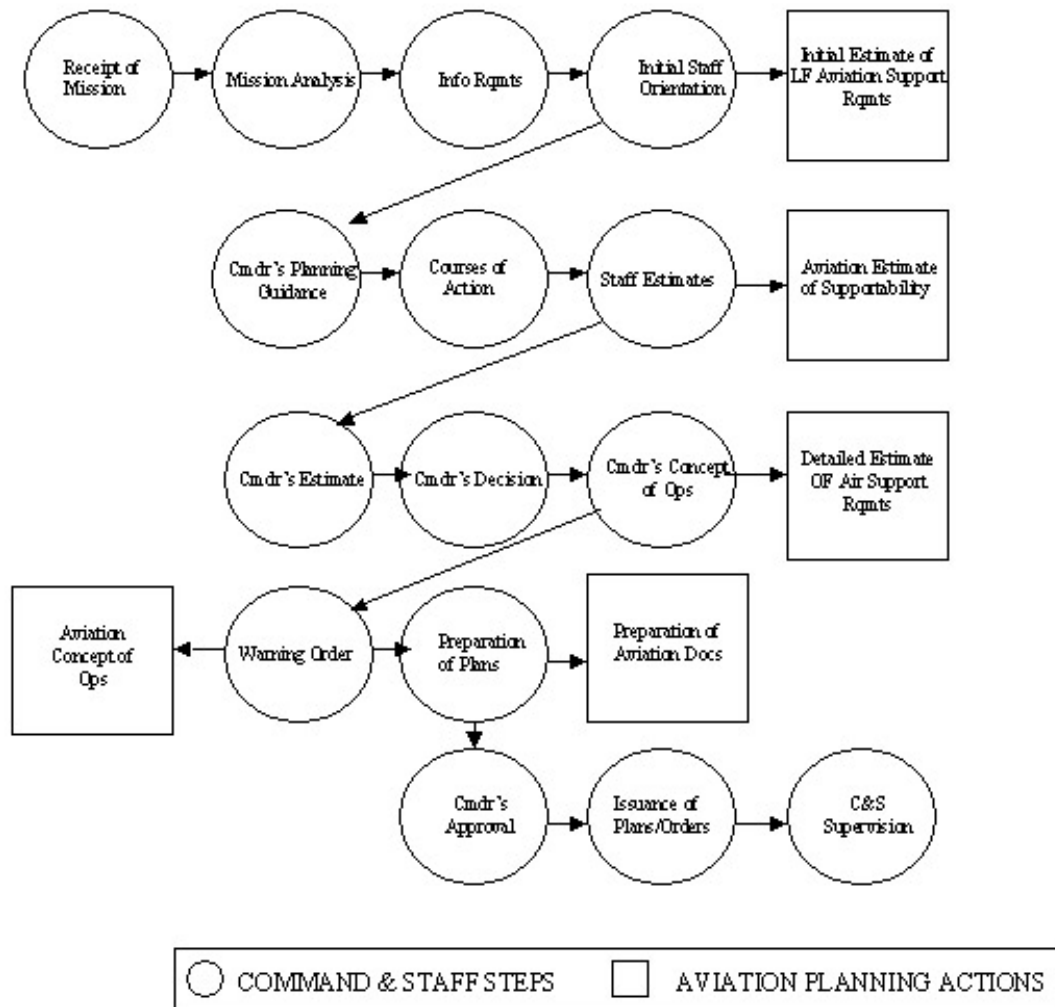 Receipt of
Mission
Mission Analysis
Info Rqmts
Initial Staff
Orientation
Initial Estimate of
LF Aviation Support
Rqmts
Cmdr's Planning
Guidance
Courses of
Action
Staff Estimates
Aviation Estimate
of Supportability
Cmdr's Estimate
Cmdr's Decision
Cmdr's Concept
of Ops
Detailed Estimate
OF Air Support
Rqmts
Aviation
Concept of
Ops
Warning Order
Preparation
of Plans
Preparation of
Aviation Docs
Cmdr's
Approval
Issuance of
Plans/Orders
C&S
Supervision
COMMAND & STAFF STEPS
AVIATION PLANNING ACTIONS